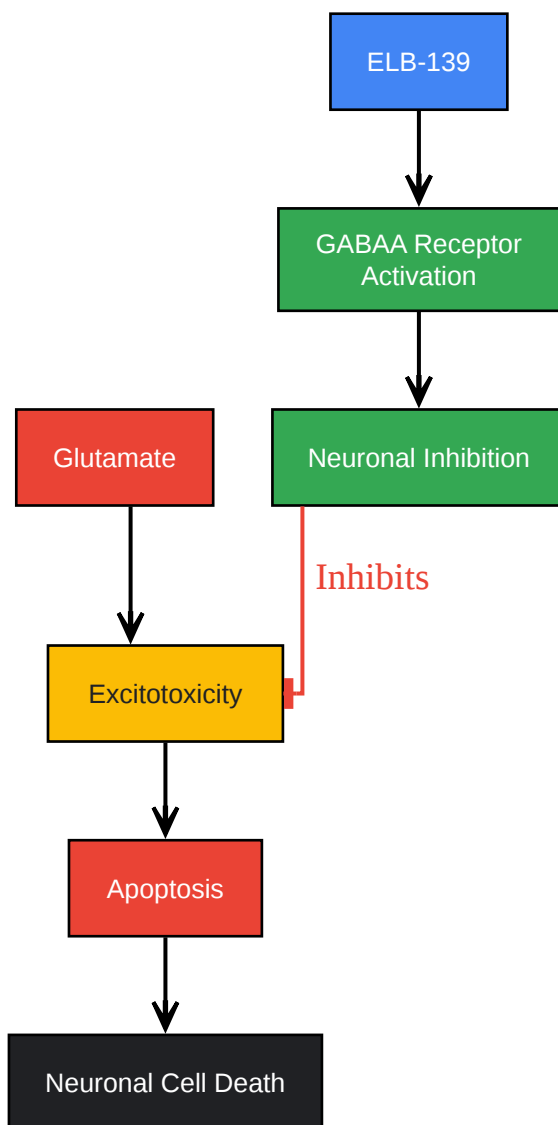 ELB-139
GABAA Receptor
Activation
Glutamate
Neuronal Inhibition
Inhibits
Excitotoxicity
Apoptosis
Neuronal Cell Death